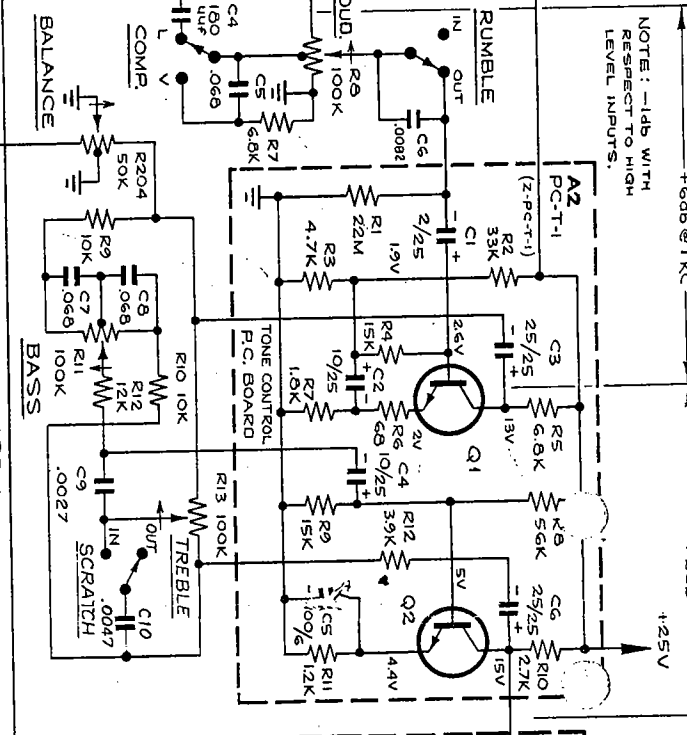 NOTE: -1db WITH
RESPECT TO HIGH
LEVEL INPUTS.
+6db @ 1KC
+25V
RUMBLE
IN
OUT
C6
.0082
R8
100K
OUD.
C4
180
uuf
L
COMP.
V
C5
.068
R7
6.8K
BALANCE
R204
50K
A2
PC-T-1
(Z-PC-T-1)
C1
2/25
R1
22M
R2
33K
R3
4.7K
1.9V
2.6V
R4
15K
C2
10/25
R7
1.8K
R6
68
2V
Q1
C3
25/25
13V
R5
6.8K
TONE CONTROL
P.C. BOARD
C4
10/25
R9
15K
R8
56K
R12
3.9K
5V
Q2
C6
25/25
R10
2.7K
15V
4.4V
C5
100/6
R11
1.2K
R9
10K
C7
.068
C8
.068
R11
100K
R12
12K
R10 10K
BASS
C9
.0027
R13 100K
TREBLE
IN
OUT
SCRATCH
C10
.0047